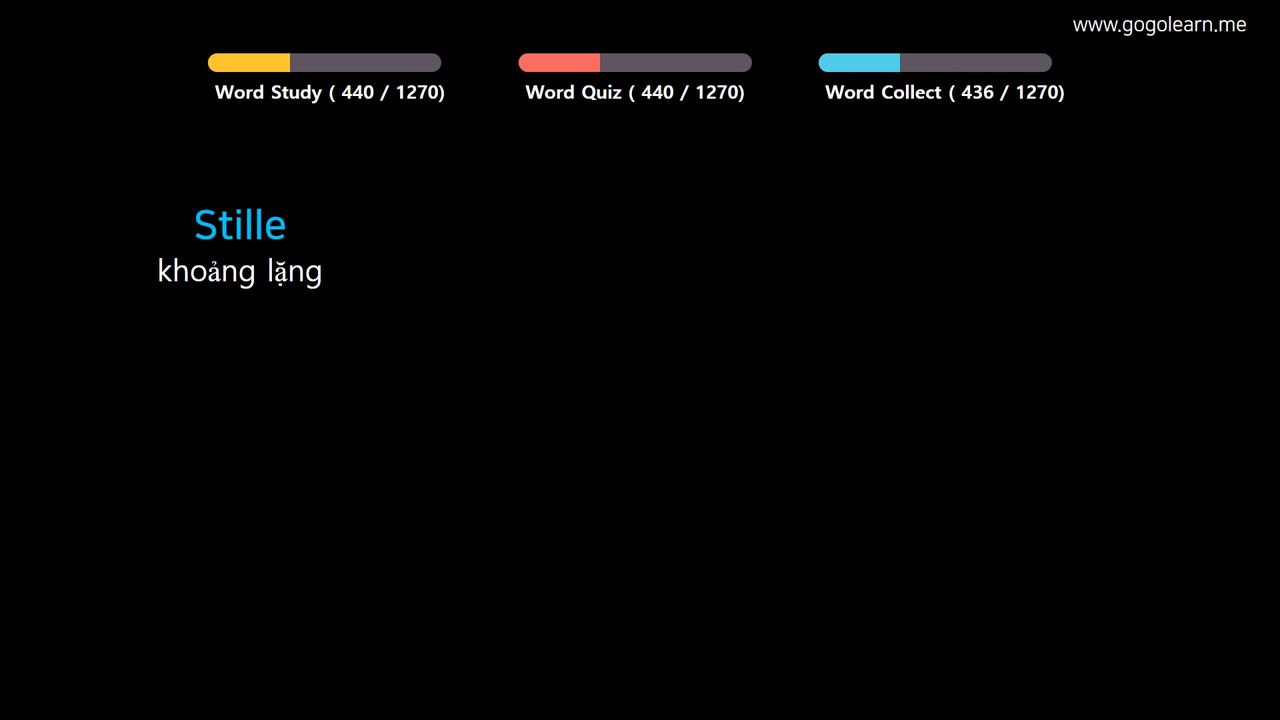 www.gogolearn.me
Word Study ( 440 / 1270)
Word Quiz ( 440 / 1270)
Word Collect ( 436 / 1270)
Stille
khoảng lặng